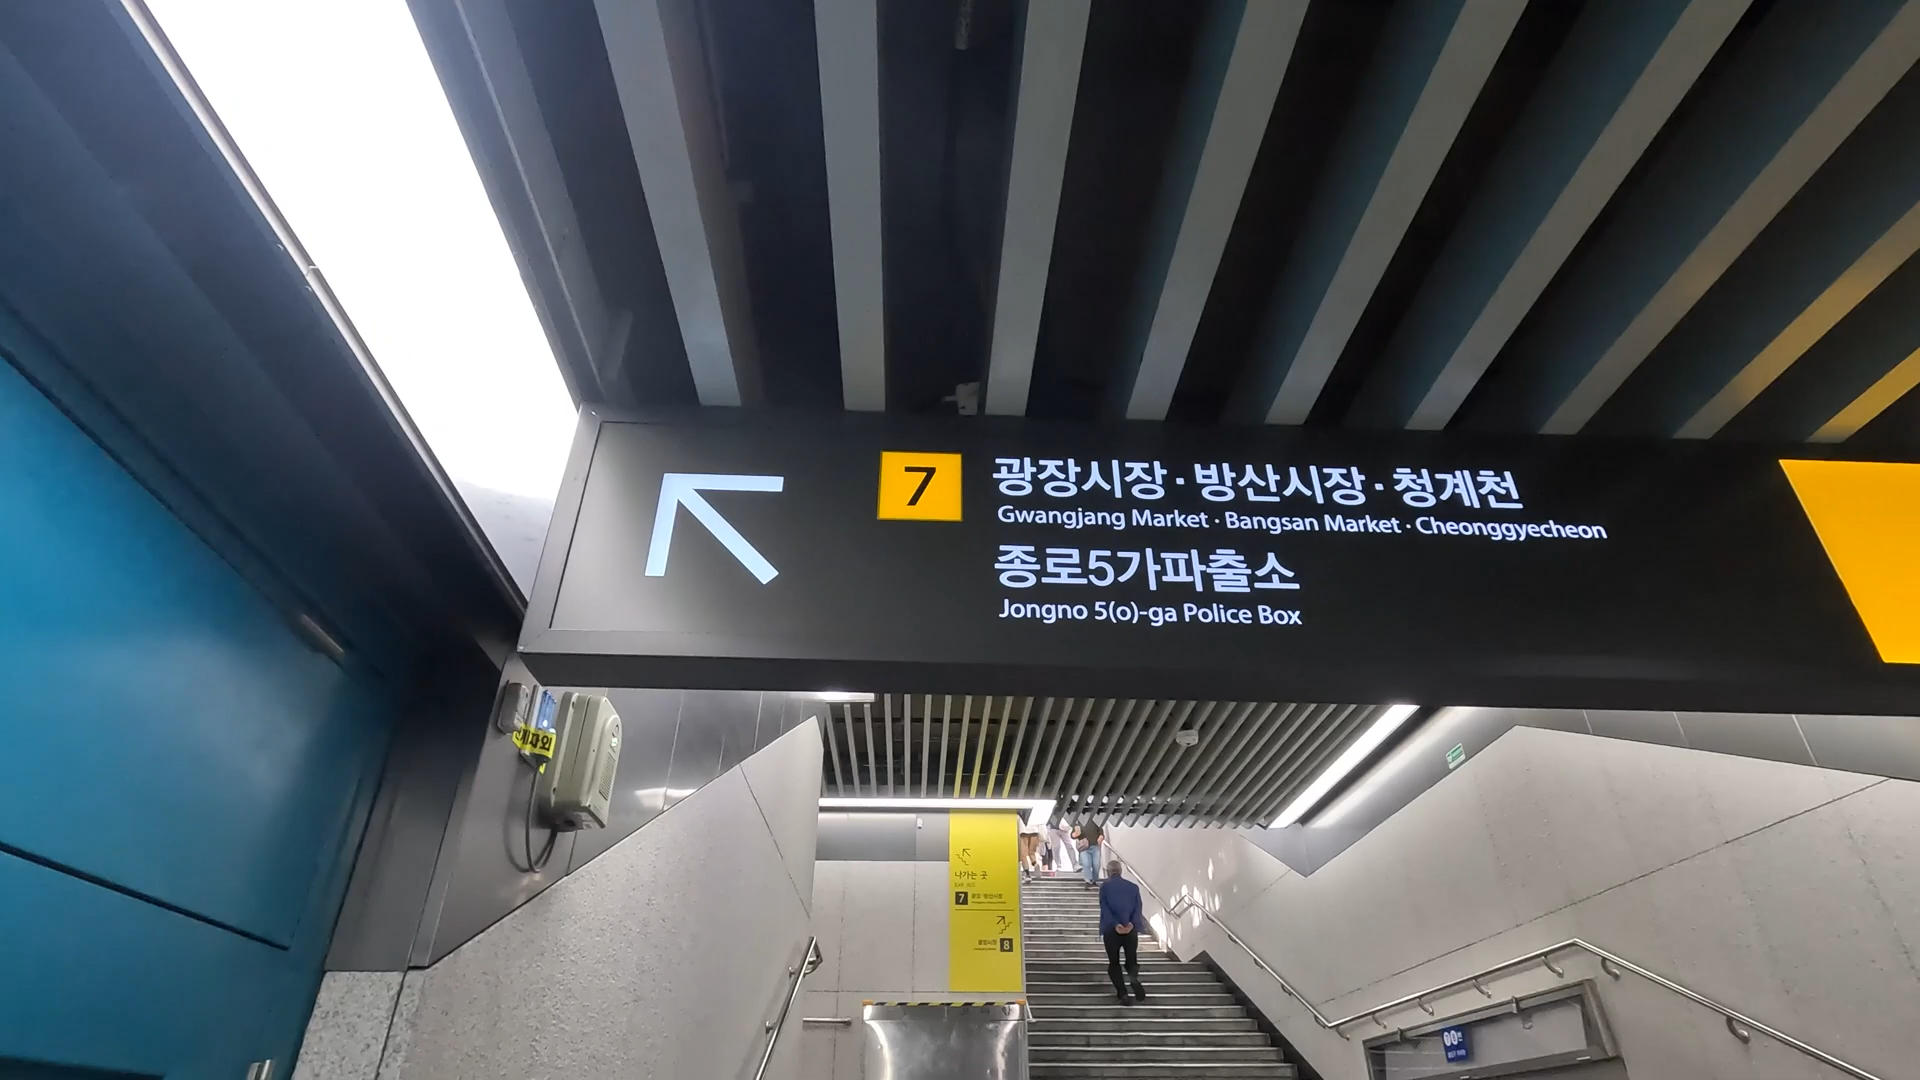 7
광장시장·방산시장·청계천
Gwangjang Market · Bangsan Market · Cheonggyecheon
종로5가파출소
Jongno 5(o)-ga Police Box
나가는 곳
7
8